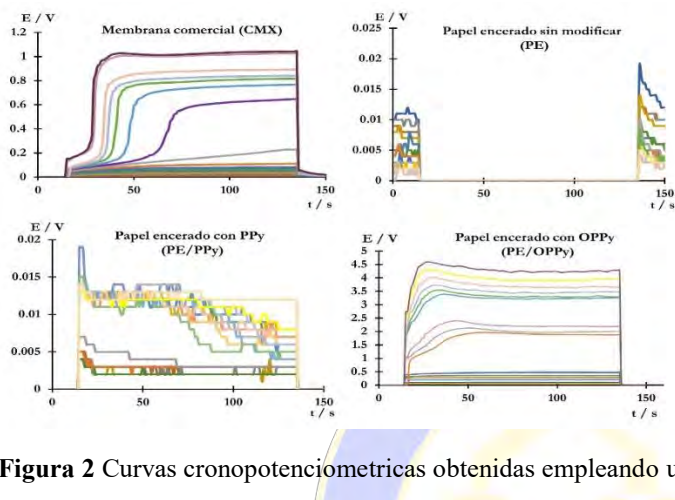 E / V
Membrana comercial (CMX)
1.2
1
0.8
0.6
0.4
0.2
0
0
50
100
150
t / s
E / V
Papel encerado sin modificar
(PE)
0.025
0.02
0.015
0.01
0.005
0
0
50
100
150
t / s
E / V
Papel encerado con PPy
(PE/PPy)
0.02
0.015
0.01
0.005
0
0
50
100
150
t / s
E / V
Papel encerado con OPPy
(PE/OPPy)
5
4.5
4
3.5
3
2.5
2
1.5
1
0.5
0
0
50
100
150
t / s
Figura 2 Curvas cronopotenciometricas obtenidas empleando u